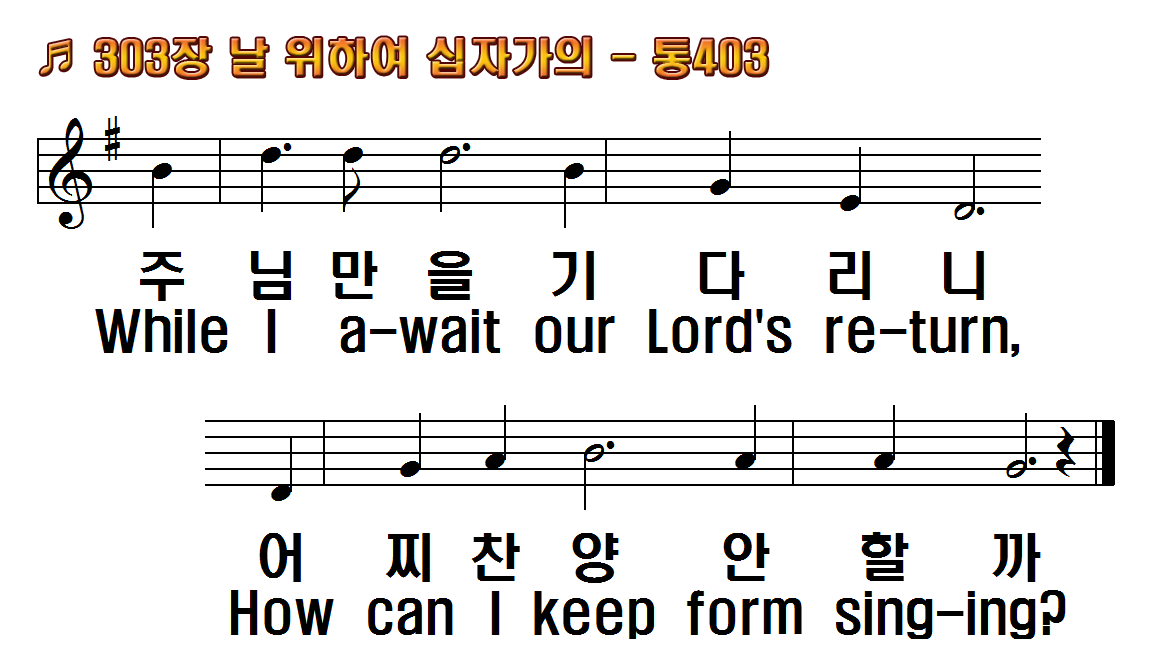 ♬ 303장 날 위하여 십자가의 - 통403
주 님 만 을 기 다 리 니
While I a-wait our Lord's re-turn,
어 찌 찬 양 안 할 까
How can I keep form sing-ing?